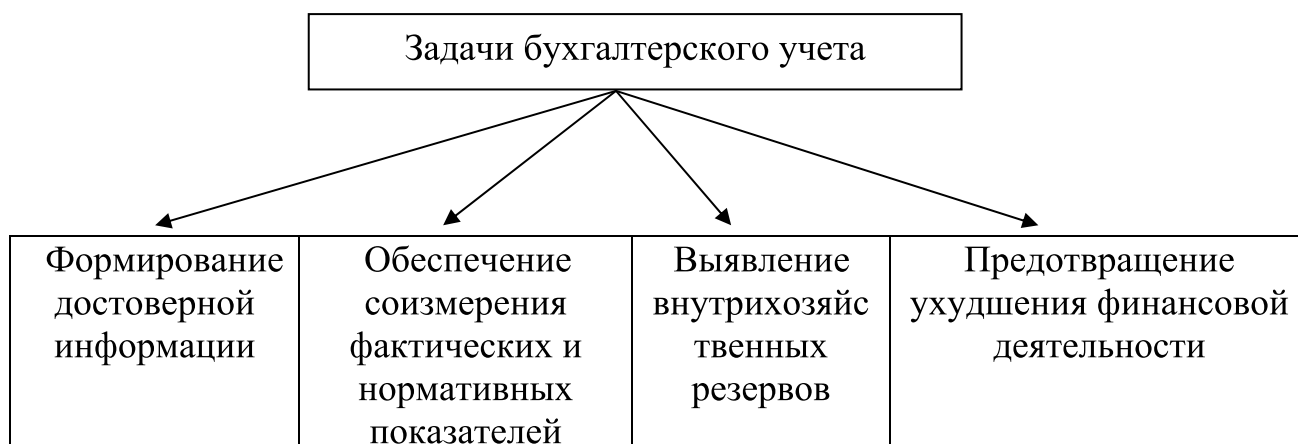 Задачи бухгалтерского учета
Формирование
достоверной
информации
Обеспечение
соизмерения
фактических и
нормативных
показателей
Выявление
внутрихозяйс
твенных
резервов
Предотвращение
ухудшения финансовой
деятельности